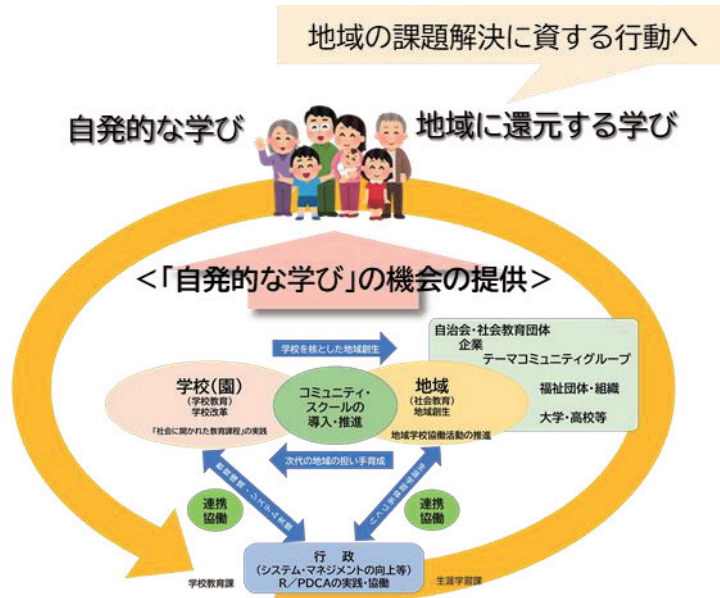 地域の課題解決に資する行動へ
自発的な学び
地域に還元する学び
＜｢自発的な学び｣の機会の提供＞
自治会・社会教育団体
企業
テーマコミュニティグループ
福祉団体・組織
大学・高校等
学校を核とした地域創生
学校(園)
(学校教育)
学校改革
｢社会に開かれた教育課程｣の実践
コミュニティ・
スクールの
導入・推進
地域
(社会教育)
地域創生
地域学校協働活動の推進
次代の地域の担い手育成
連携
協働
連携
協働
行 政
(システム・マネジメントの向上等)
R／PDCAの実践・協働
学校教育課
生涯学習課